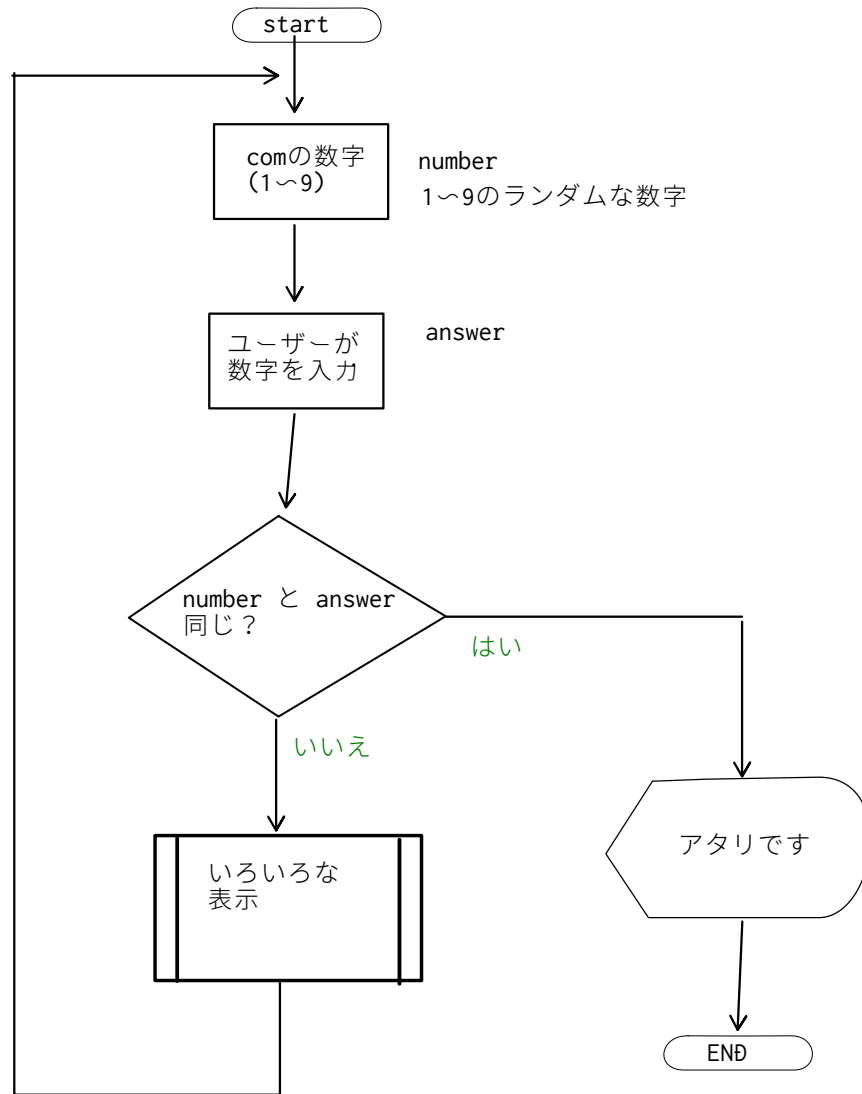 start
comの数字
(1～9)
number
1～9のランダムな数字
ユーザーが
数字を入力
answer
number と answer
同じ？
はい
いいえ
いろいろな
表示
アタリです
END